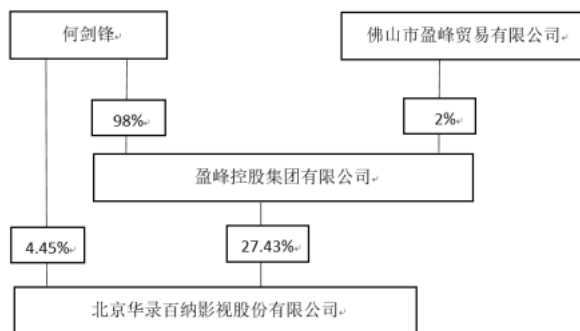 何剑锋
佛山市盈峰贸易有限公司
98%
2%
盈峰控股集团有限公司
4.45%
27.43%
北京华录百纳影视股份有限公司